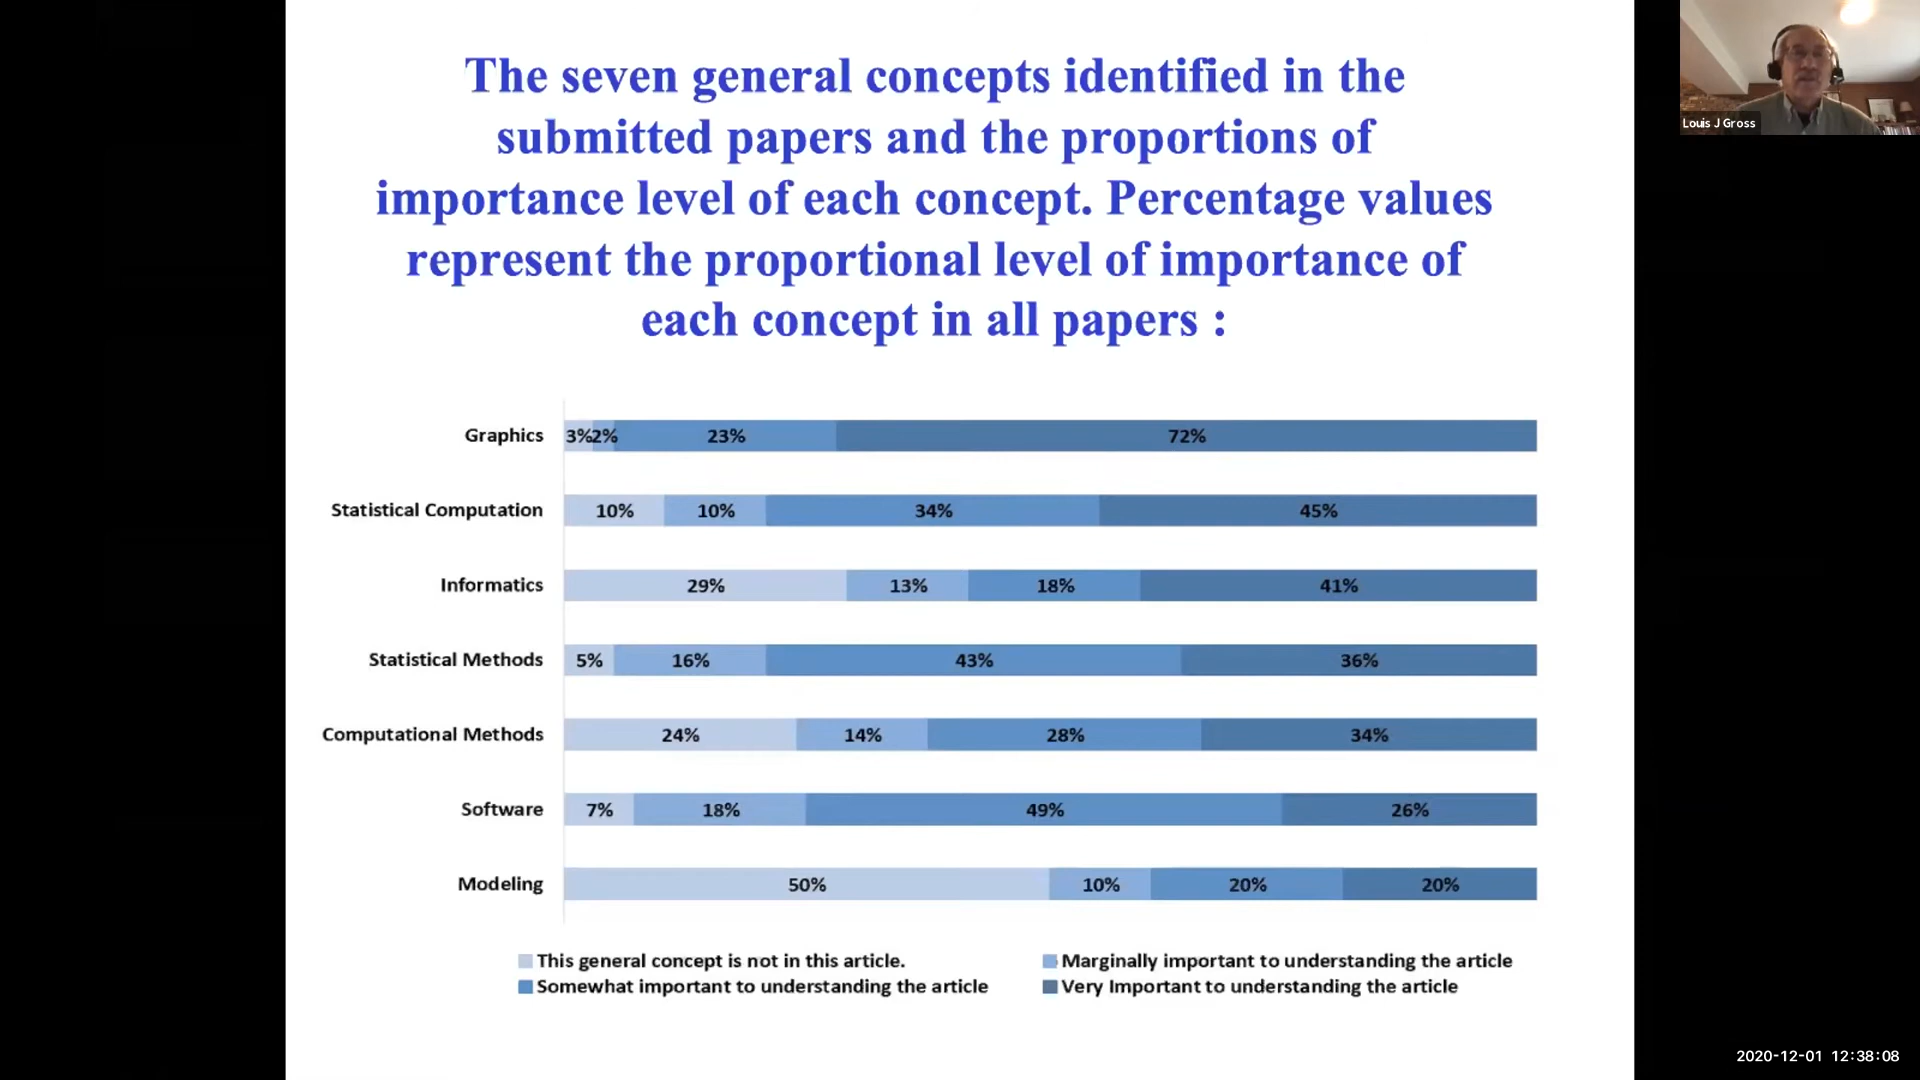 The seven general concepts identified in the
submitted papers and the proportions of
importance level of each concept. Percentage values
represent the proportional level of importance of
each concept in all papers :
Louis J Gross
Graphics 3% 2% 23% 72%
Statistical Computation 10% 10% 34% 45%
Informatics 29% 13% 18% 41%
Statistical Methods 5% 16% 43% 36%
Computational Methods 24% 14% 28% 34%
Software 7% 18% 49% 26%
Modeling 50% 10% 20% 20%
This general concept is not in this article. Marginally important to understanding the article
Somewhat important to understanding the article Very Important to understanding the article
2020-12-01 12:38:08